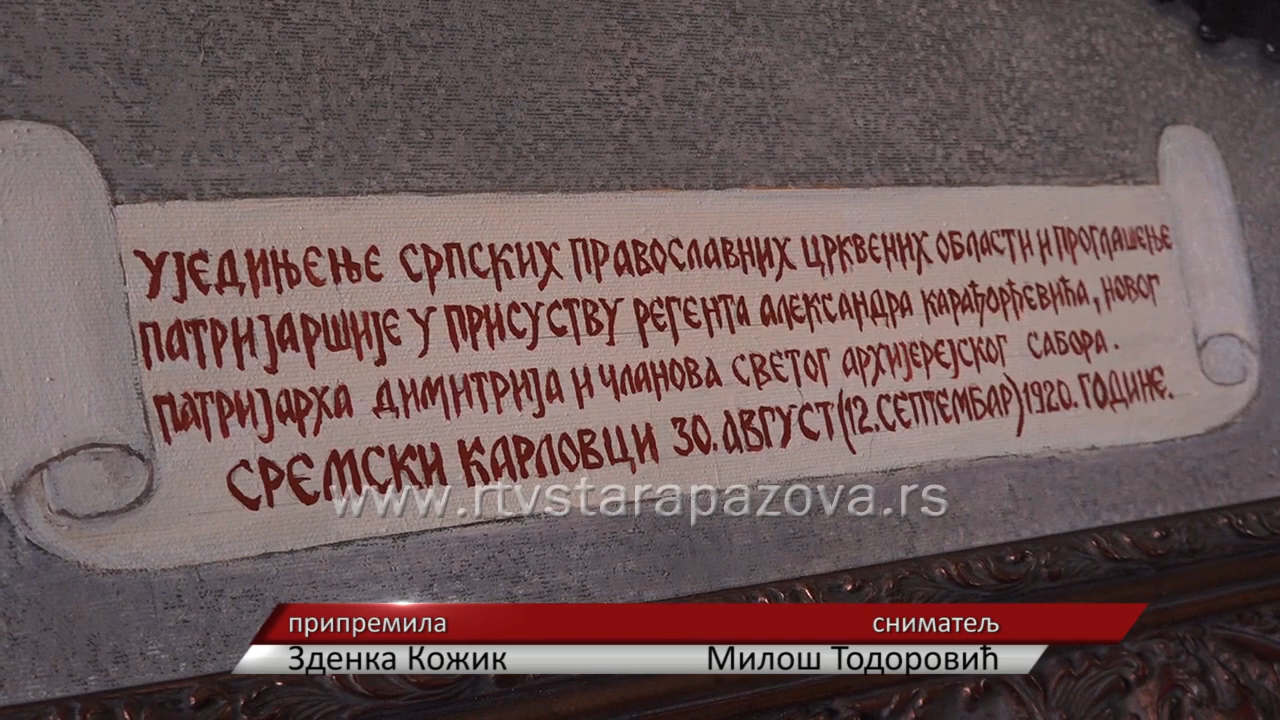 УЈЕДИЊЕЊЕ СРПСКИХ ПРАВОСЛАВНИХ ЦРКВЕНИХ ОБЛАСТИ И ПРОГЛАШЕЊЕ
ПАТРИЈАРШИЈЕ У ПРИСУСТВУ РЕГЕНТА АЛЕКСАНДРА КАРАЂОРЂЕВИЋА, НОВОГ
ПАТРИЈАРХА ДИМИТРИЈА И ЧЛАНОВА СВЕТОГ АРХИЈЕРЕЈСКОГ САБОРА.
СРЕМСКИ КАРЛОВЦИ 30. АВГУСТ (12. СЕПТЕМБАР) 1920. ГОДИНЕ.
www.rtvstarapazova.rs
припремила сниматељ
Зденка Кожик Милош Тодоровић